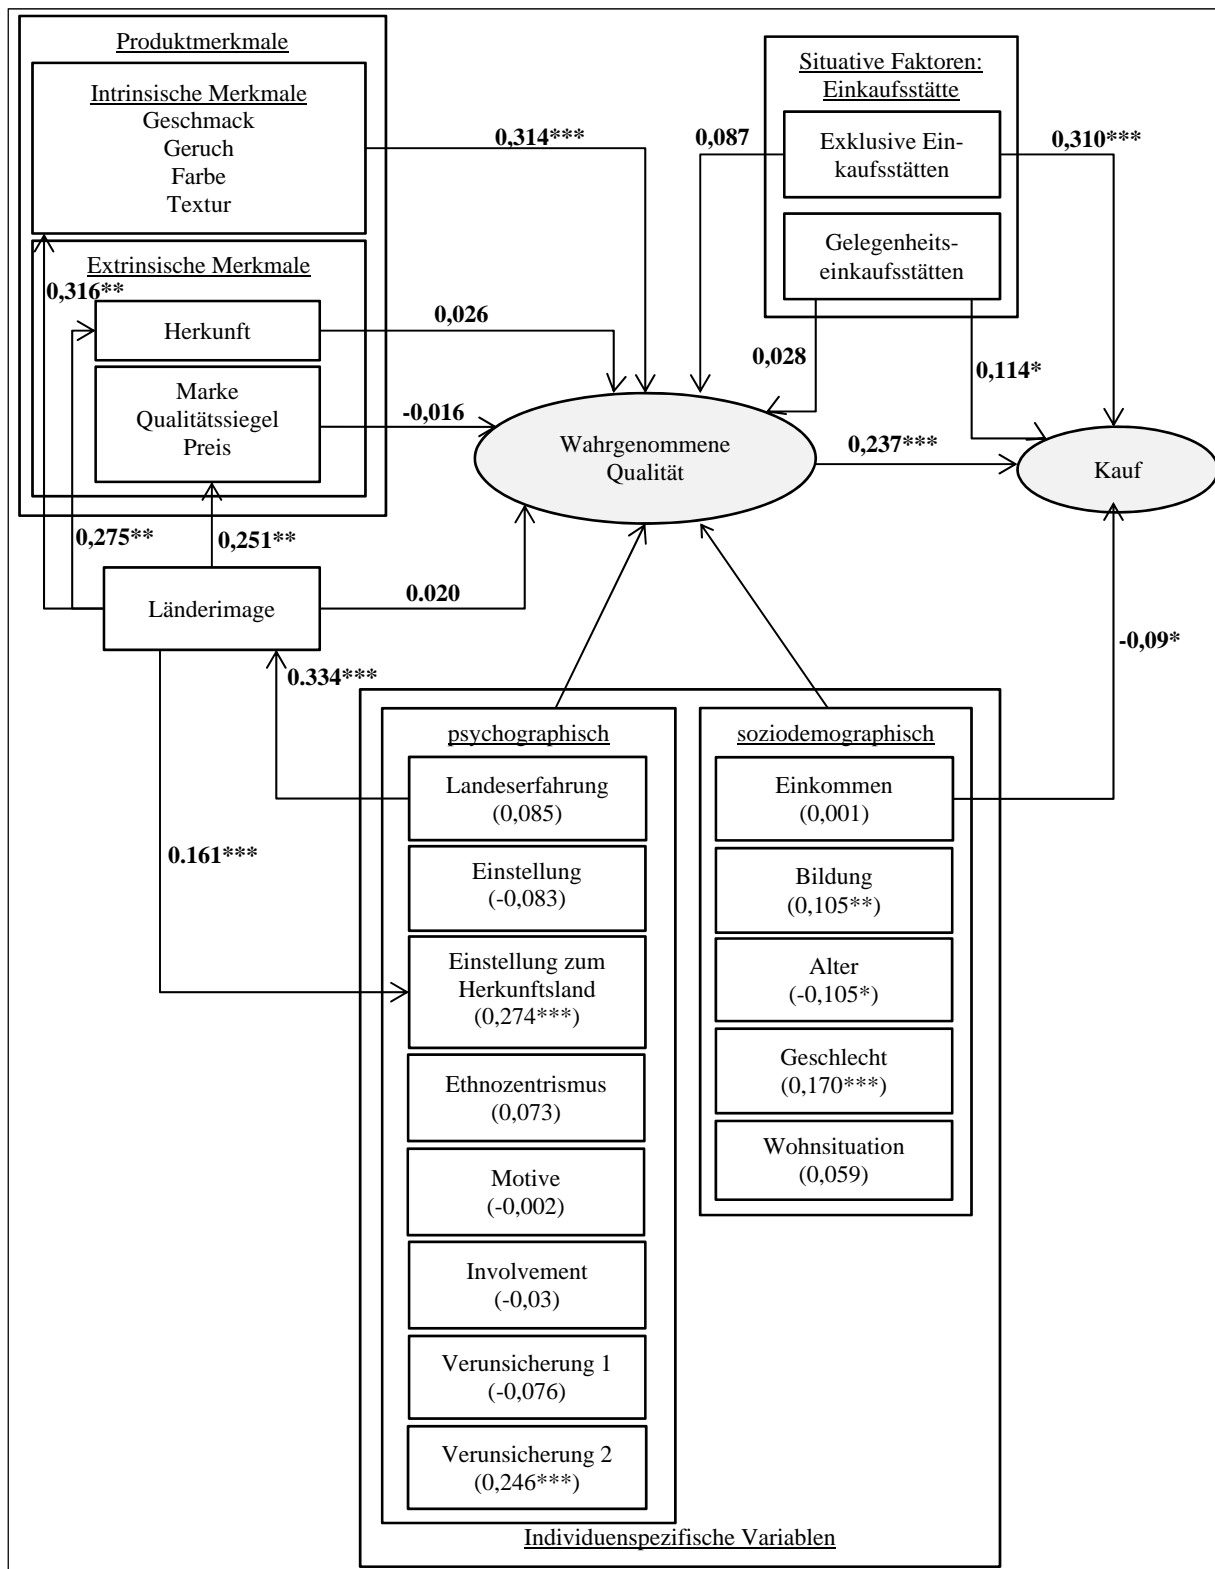 Produktmerkmale
Intrinsische Merkmale
Geschmack
Geruch
Farbe
Textur
Extrinsische Merkmale
0,316**
Herkunft
Marke
Qualitätssiegel
Preis
0,275**
0,251**
Länderimage
0,314***
0,026
-0,016
0.020
0.334***
0.161***
Situative Faktoren:
Einkaufsstätte
Exklusive Ein-
kaufsstätten
Gelegenheits-
einkaufsstätten
0,087
0,310***
0,028
0,114*
Wahrgenommene
Qualität
0,237***
Kauf
-0,09*
psychographisch
Landeserfahrung
(0,085)
Einstellung
(-0,083)
Einstellung zum
Herkunftsland
(0,274***)
Ethnozentrismus
(0,073)
Motive
(-0,002)
Involvement
(-0,03)
Verunsicherung 1
(-0,076)
Verunsicherung 2
(0,246***)
soziodemographisch
Einkommen
(0,001)
Bildung
(0,105**)
Alter
(-0,105*)
Geschlecht
(0,170***)
Wohnsituation
(0,059)
Individuenspezifische Variablen